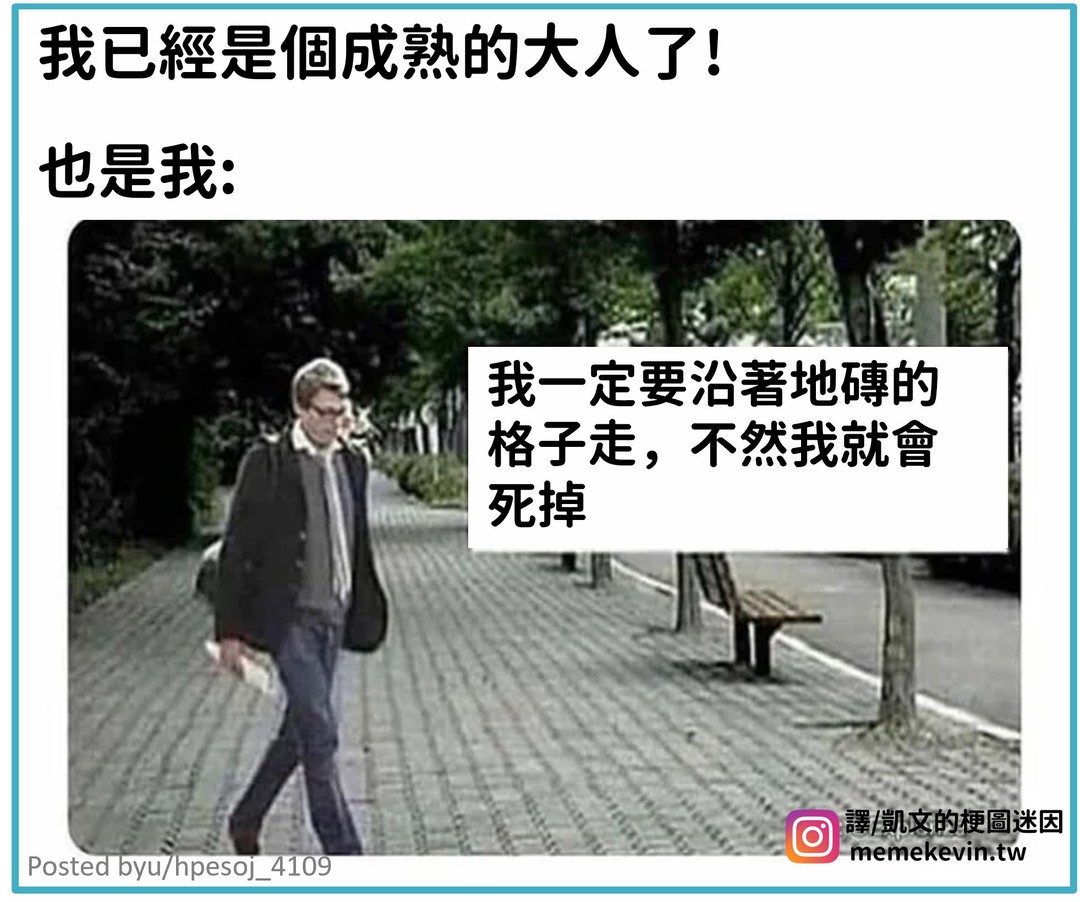 我已經是個成熟的大人了!
也是我:
我一定要沿著地磚的
格子走，不然我就會
死掉
譯/凱文的梗圖迷因
memekevin.tw
Posted byu/hpesoj_4109